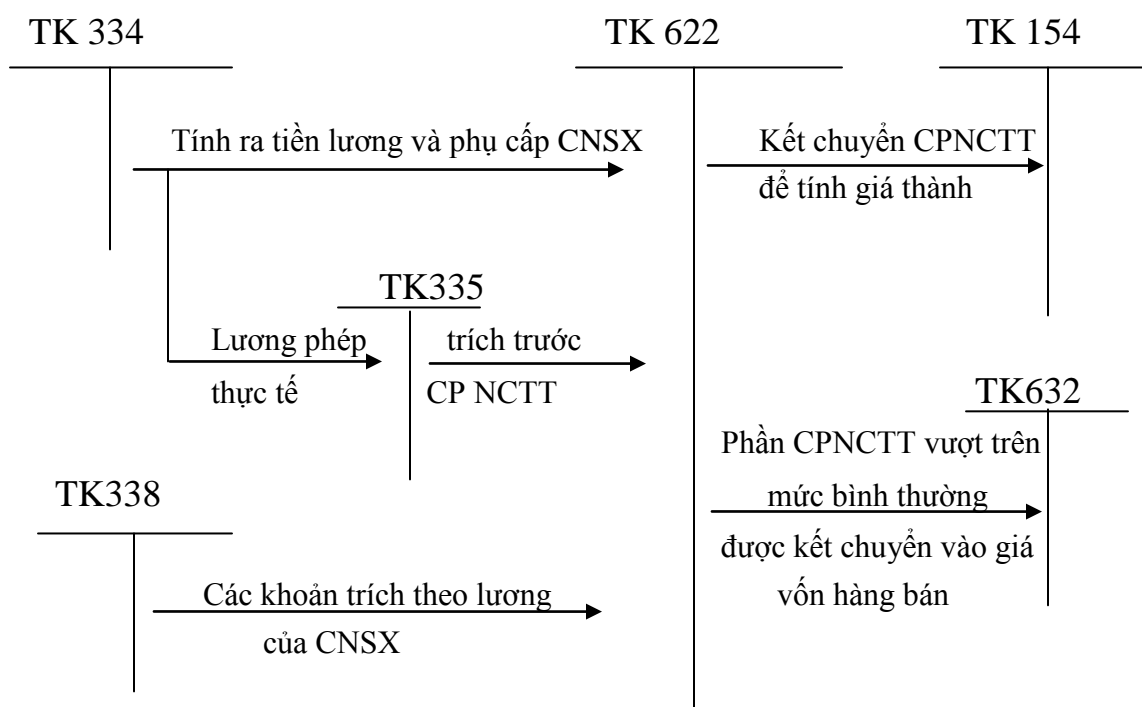 TK 334
TK 622
TK 154
Tính ra tiền lương và phụ cấp CNSX
Kết chuyển CPNCTT
để tính giá thành
TK335
Lương phép
thực tế
trích trước
CP NCTT
TK632
Phần CPNCTT vượt trên
mức bình thường
được kết chuyển vào giá
vốn hàng bán
TK338
Các khoản trích theo lương
của CNSX